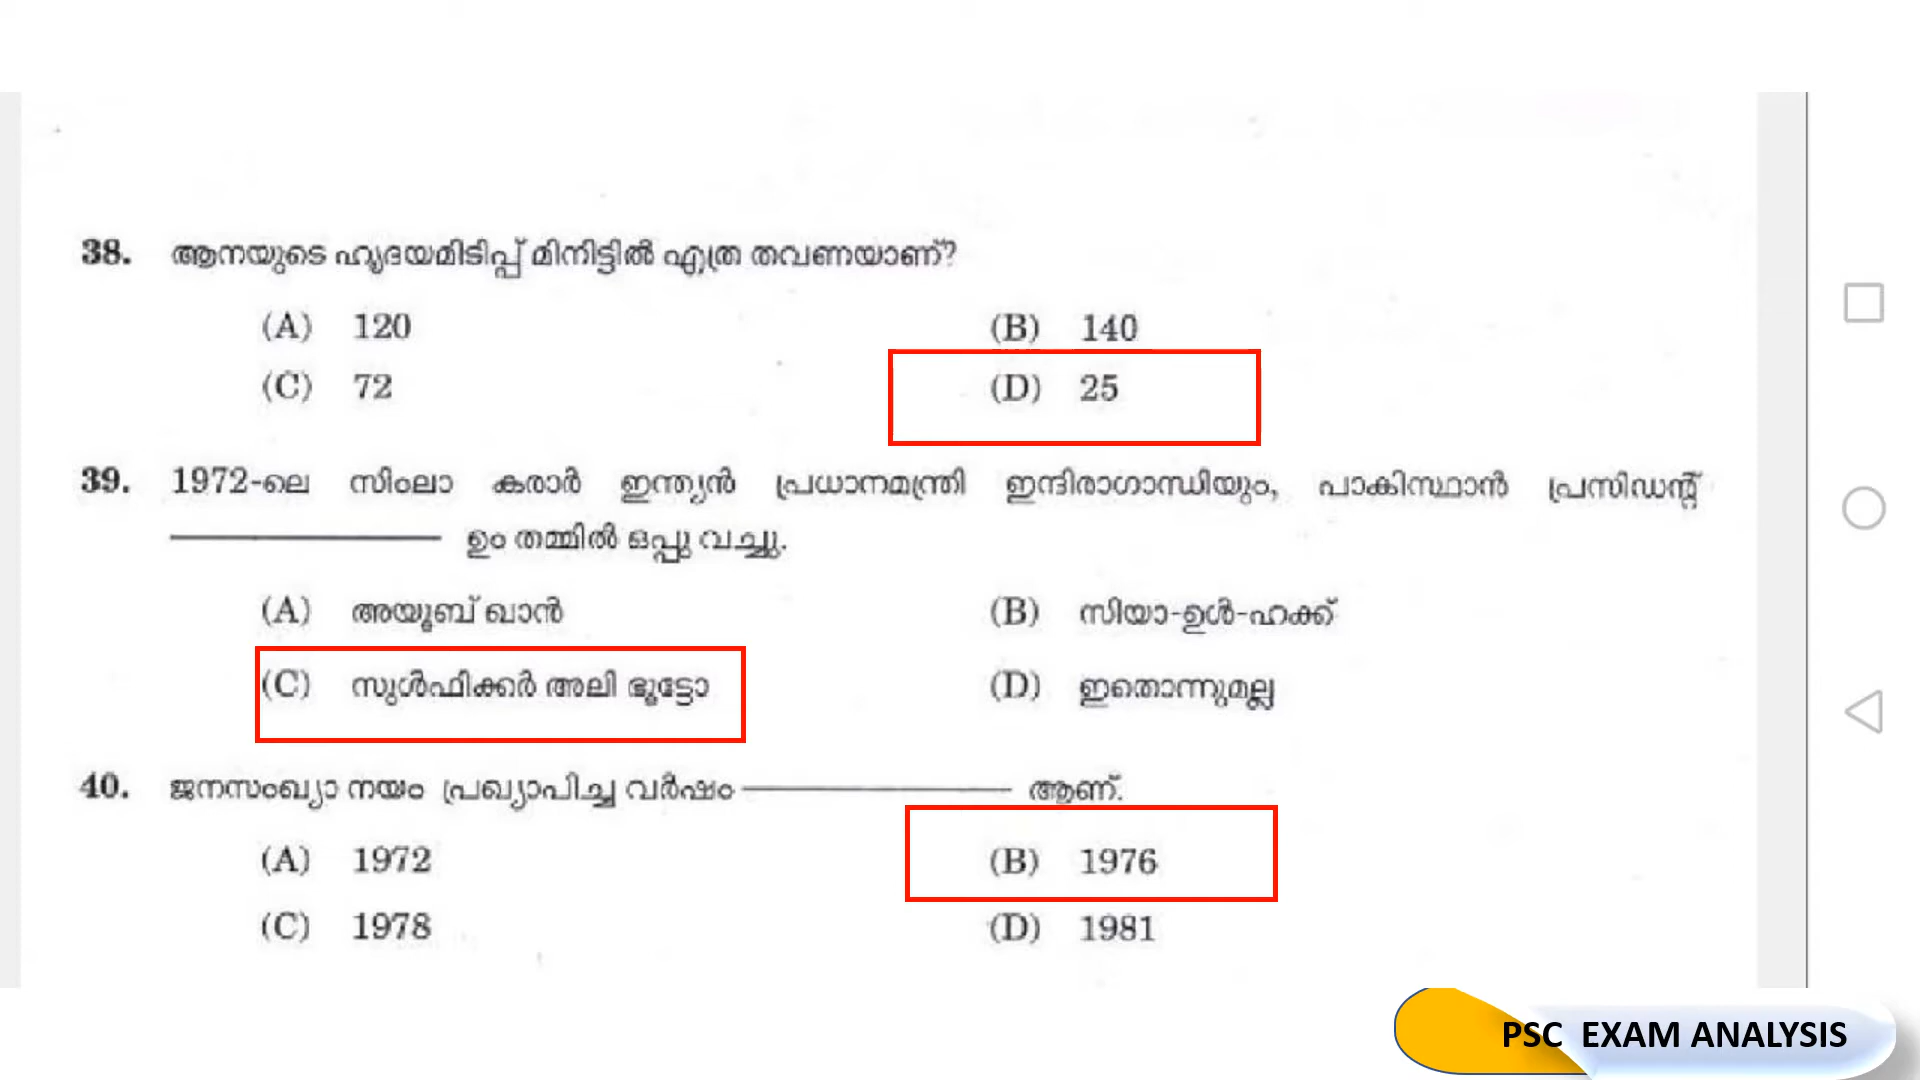 38. ആനയുടെ ഹൃദയമിടിപ്പ് മിനിട്ടിൽ എത്ര തവണയാണ്?
(A) 120 (B) 140
(C) 72 (D) 25
39. 1972-ലെ സിംലാ കരാർ ഇന്ത്യൻ പ്രധാനമന്ത്രി ഇന്ദിരാഗാന്ധിയും, പാകിസ്ഥാൻ പ്രസിഡന്റ്
—————— ഉം തമ്മിൽ ഒപ്പു വച്ചു.
(A) അയൂബ് ഖാൻ (B) സിയാ-ഉൾ-ഹക്ക്
(C) സുൾഫിക്കർ അലി ഭൂട്ടോ (D) ഇതൊന്നുമല്ല
40. ജനസംഖ്യാ നയം പ്രഖ്യാപിച്ച വർഷം —————— ആണ്.
(A) 1972 (B) 1976
(C) 1978 (D) 1981
PSC EXAM ANALYSIS